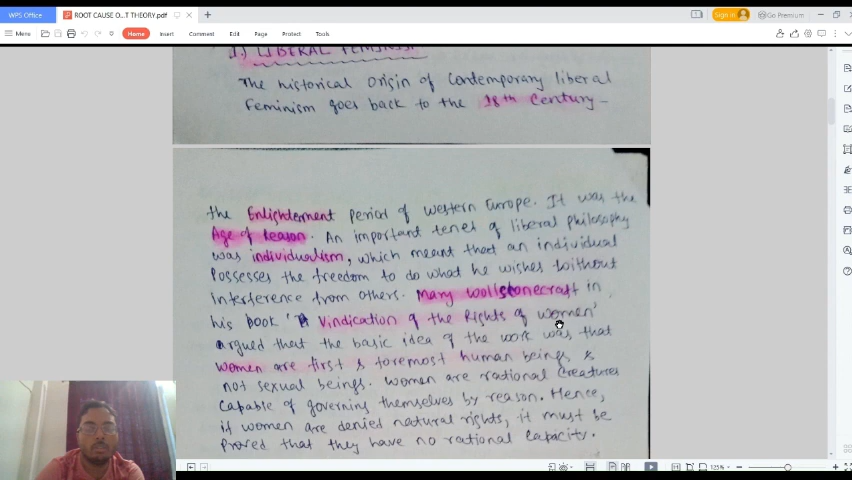 WPS Office
ROOT CAUSE O...T THEORY.pdf
Sign in
Go Premium
Menu
Home
Insert
Comment
Edit
Page
Protect
Tools
1.) LIBERAL FEMINISM
The historical Origin of Contemporary liberal
Feminism goes back to the 18th Century -
the Enlightenment Period of Western Europe. It was the
Age of Reason. An important tenet of liberal Philosophy
was individualism, which meant that an individual
Possesses the freedom to do what he wishes without
interference from others. Mary Wollstonecraft in
his book 'A Vindication of the Rights of Women'
argued that the basic idea of the work was that
women are first & foremost human beings &
not sexual beings. Women are rational creatures
Capable of governing themselves by reason. Hence,
if women are denied natural rights, it must be
Proved that they have no rational capacity.
125%